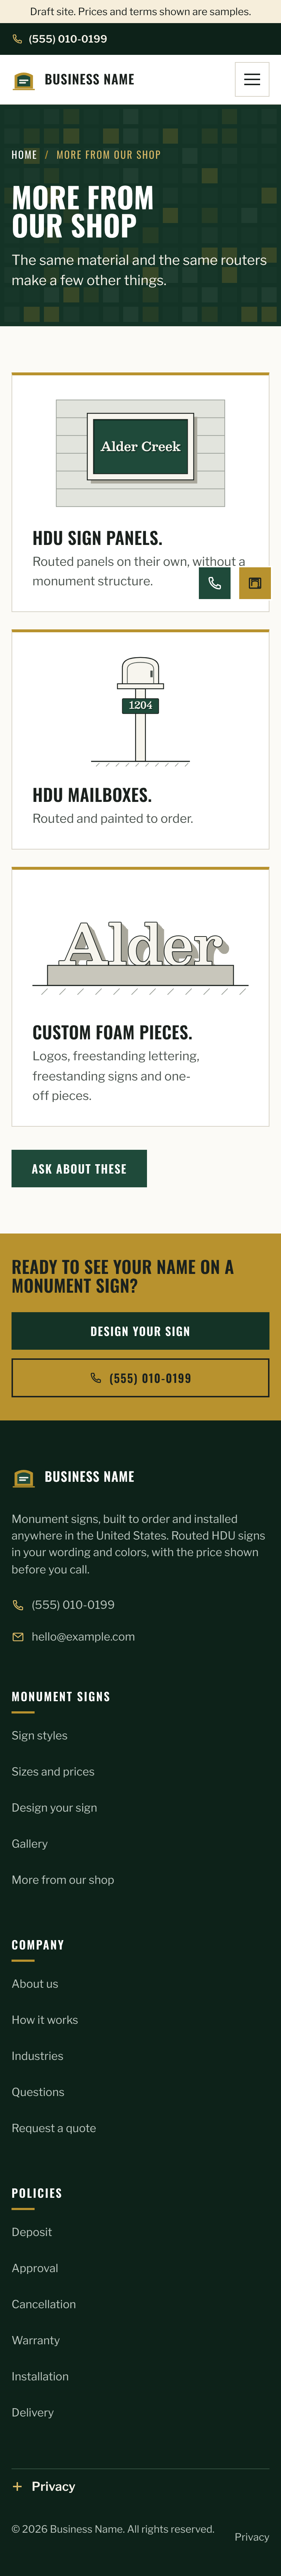 Draft site. Prices and terms shown are samples.
(555) 010-0199
BUSINESS NAME
HOME / MORE FROM OUR SHOP
MORE FROM
OUR SHOP
The same material and the same routers
make a few other things.
Alder Creek
HDU SIGN PANELS.
Routed panels on their own, without a
monument structure.
1204
HDU MAILBOXES.
Routed and painted to order.
Alder
CUSTOM FOAM PIECES.
Logos, freestanding lettering,
freestanding signs and one-
off pieces.
ASK ABOUT THESE
READY TO SEE YOUR NAME ON A
MONUMENT SIGN?
DESIGN YOUR SIGN
(555) 010-0199
BUSINESS NAME
Monument signs, built to order and installed
anywhere in the United States. Routed HDU signs
in your wording and colors, with the price shown
before you call.
(555) 010-0199
hello@example.com
MONUMENT SIGNS
Sign styles
Sizes and prices
Design your sign
Gallery
More from our shop
COMPANY
About us
How it works
Industries
Questions
Request a quote
POLICIES
Deposit
Approval
Cancellation
Warranty
Installation
Delivery
+ Privacy
© 2026 Business Name. All rights reserved.
Privacy